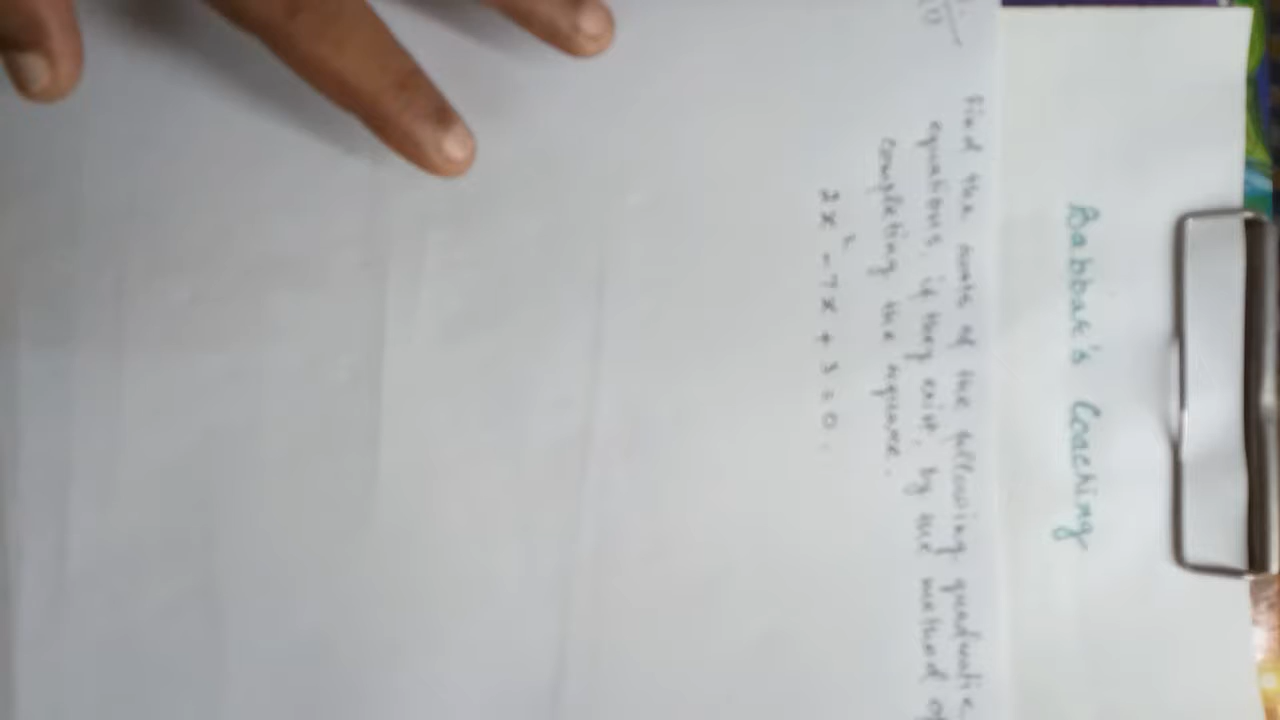 Babbak's Coaching
Find the roots of the following quadratic
equations, if they exist, by the method of
completing the square.
2x² - 7x + 3 = 0.